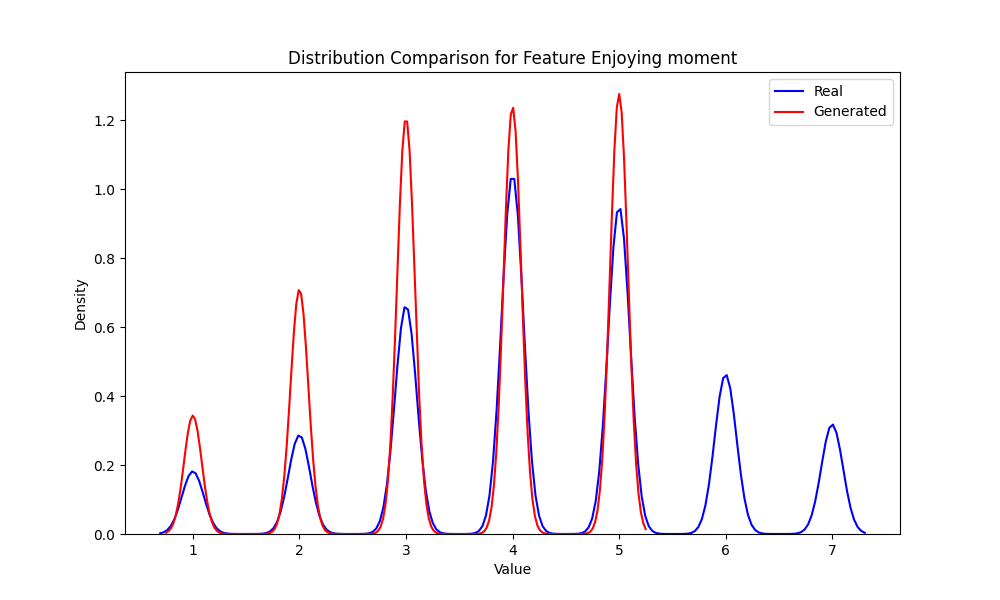 Distribution Comparison for Feature Enjoying moment
Real
Generated
1.2
1.0
0.8
0.6
0.4
0.2
0.0
Density
1 2 3 4 5 6 7
Value